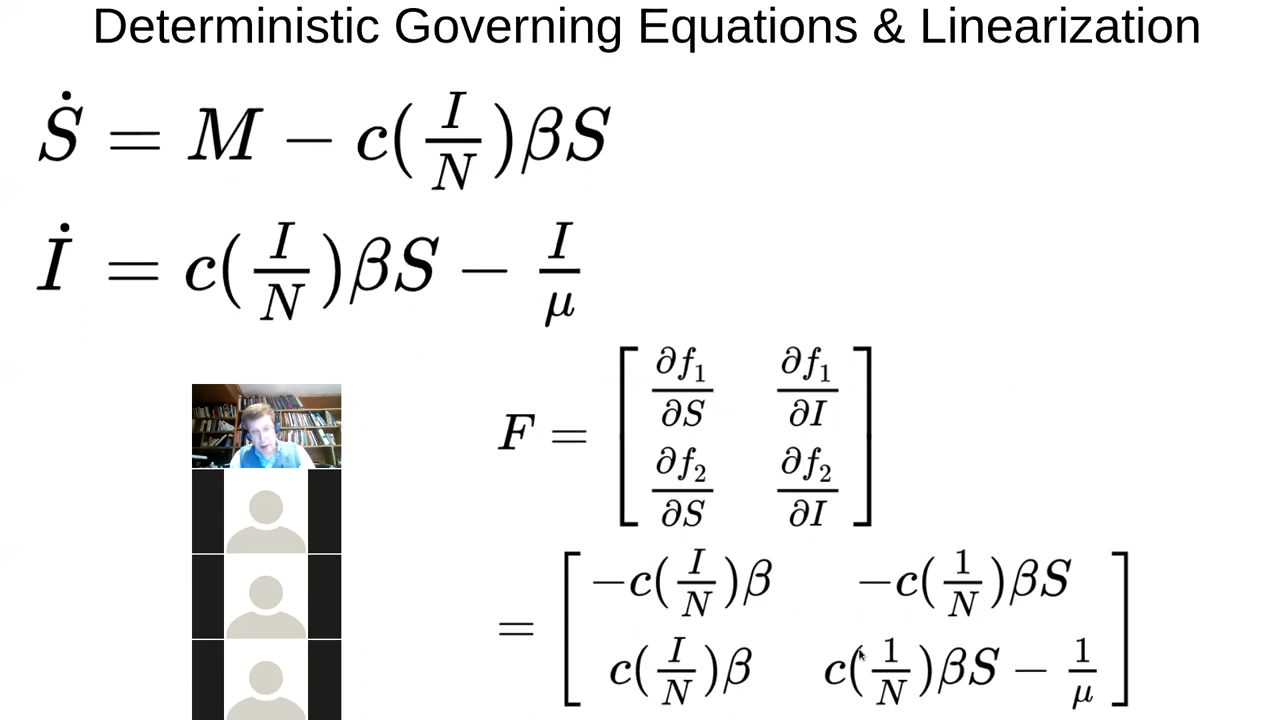 Deterministic Governing Equations & Linearization
Ṡ = M − c(I/N)βS
İ = c(I/N)βS − I/μ
F = [ ∂f₁/∂S ∂f₁/∂I
∂f₂/∂S ∂f₂/∂I ]
= [ −c(I/N)β −c(1/N)βS
c(I/N)β c(1/N)βS − 1/μ ]